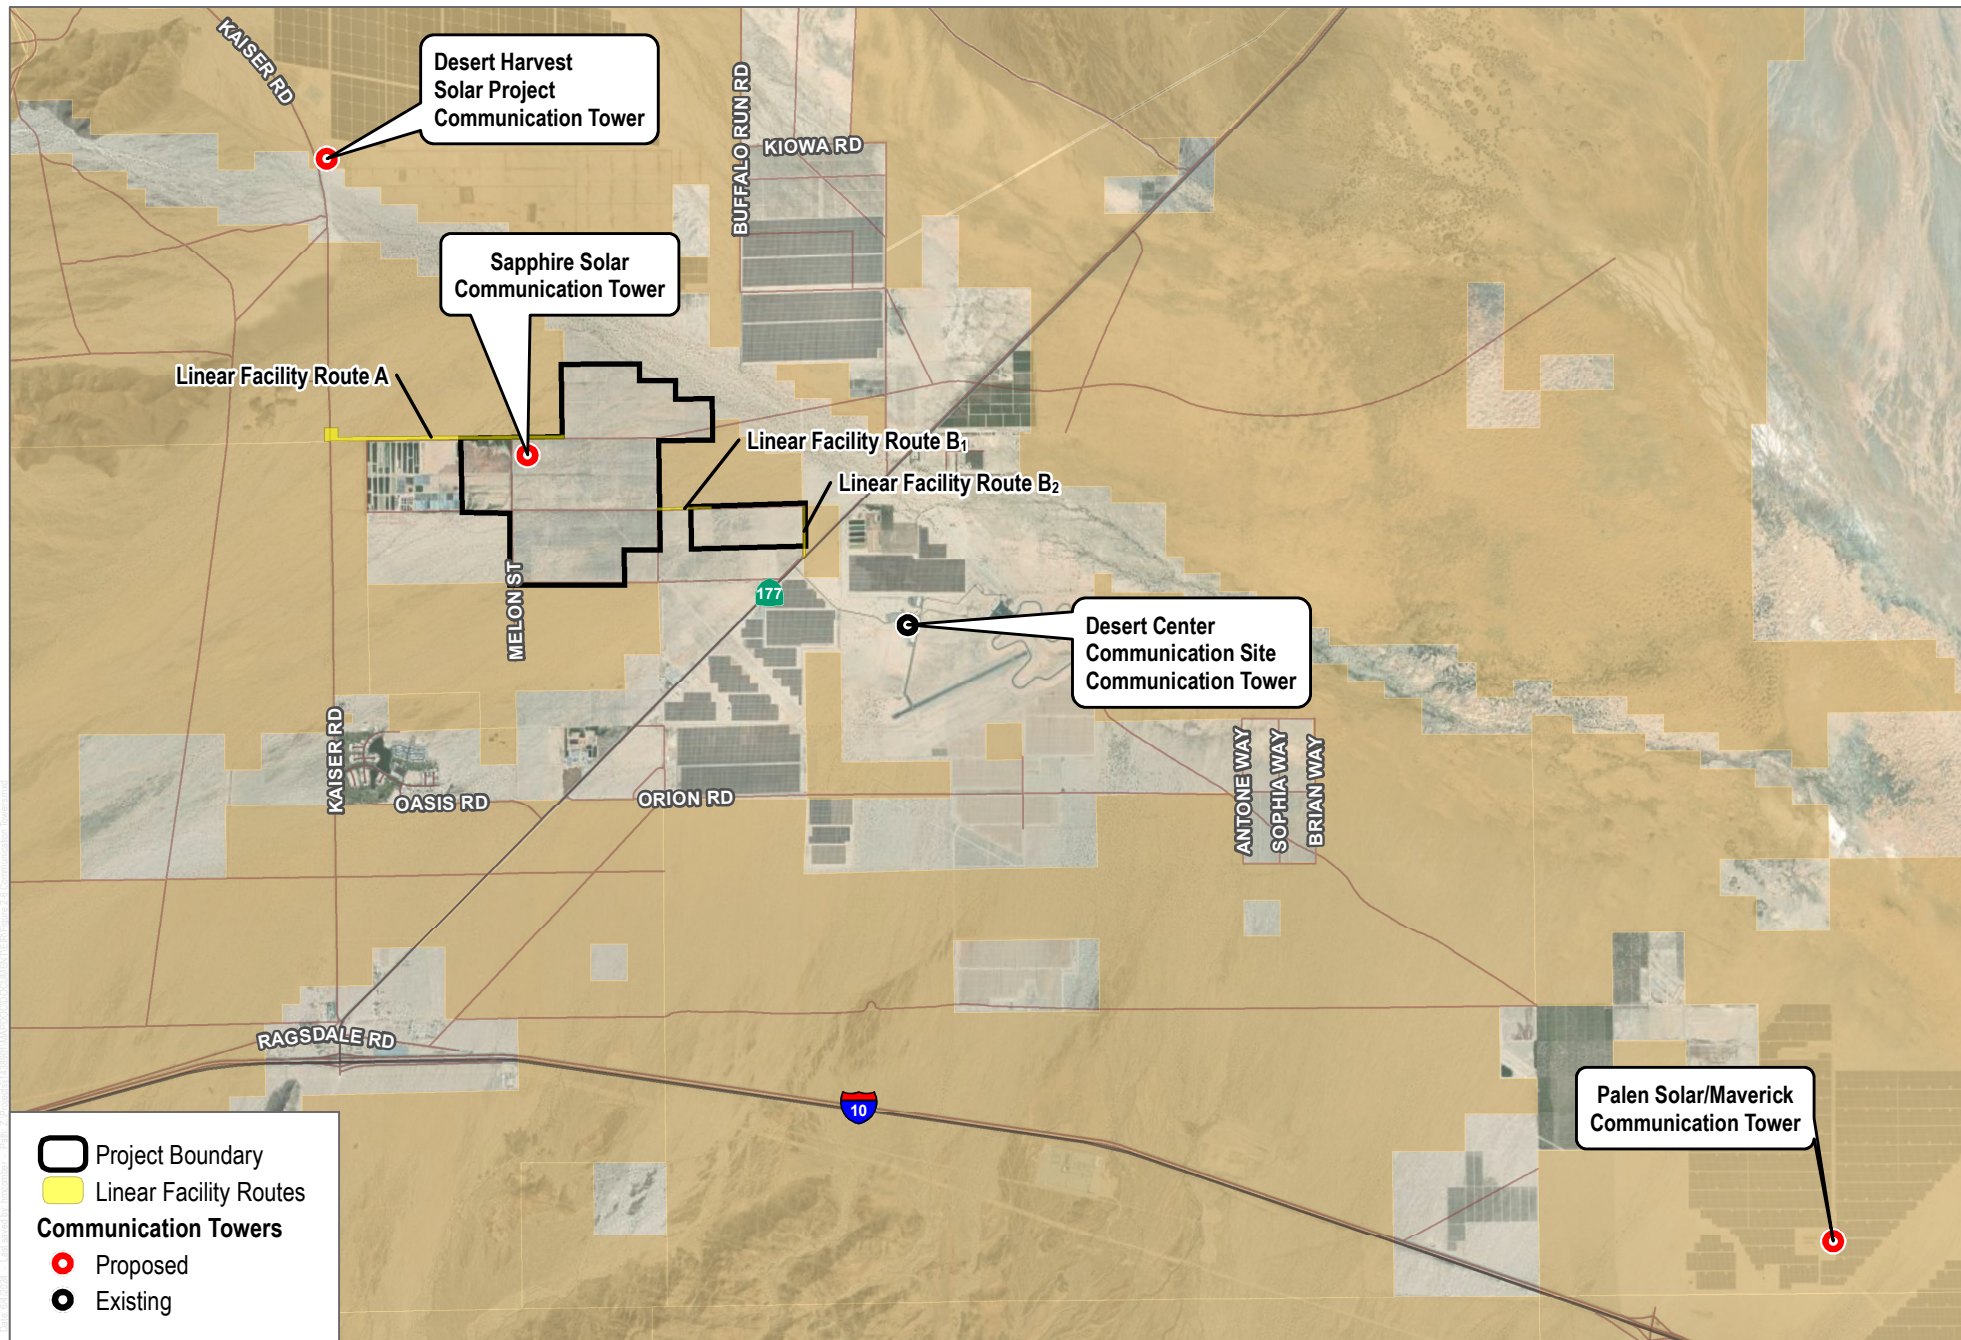 KAISER RD
Desert Harvest
Solar Project
Communication Tower
BUFFALO RUN RD
KIOWA RD
Sapphire Solar
Communication Tower
Linear Facility Route A
Linear Facility Route B1
Linear Facility Route B2
MELON ST
177
Desert Center
Communication Site
Communication Tower
KAISER RD
OASIS RD
ORION RD
ANTONE WAY
SOPHIA WAY
BRIAN WAY
RAGSDALE RD
10
Palen Solar/Maverick
Communication Tower
Project Boundary
Linear Facility Routes
Communication Towers
Proposed
Existing